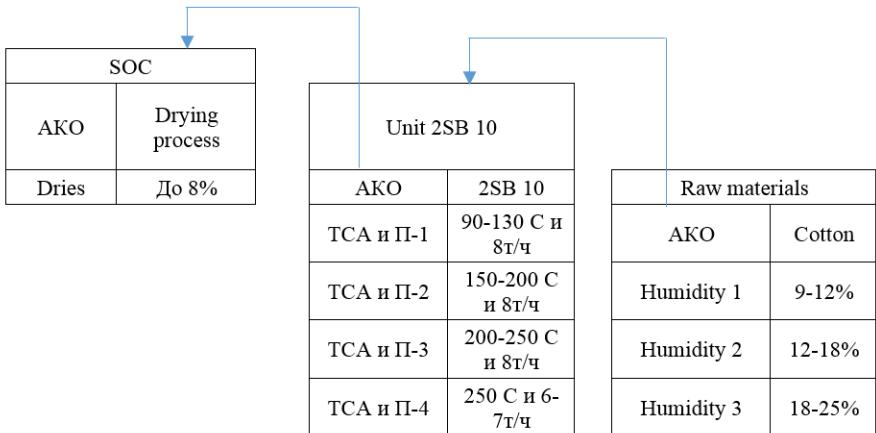 SOC
АКО
Drying
process
Dries
До 8%
Unit 2SB 10
АКО
2SB 10
ТСА и П-1
90-130 С и
8т/ч
ТСА и П-2
150-200 С
и 8т/ч
ТСА и П-3
200-250 С
и 8т/ч
ТСА и П-4
250 С и 6-
7т/ч
Raw materials
АКО
Cotton
Humidity 1
9-12%
Humidity 2
12-18%
Humidity 3
18-25%